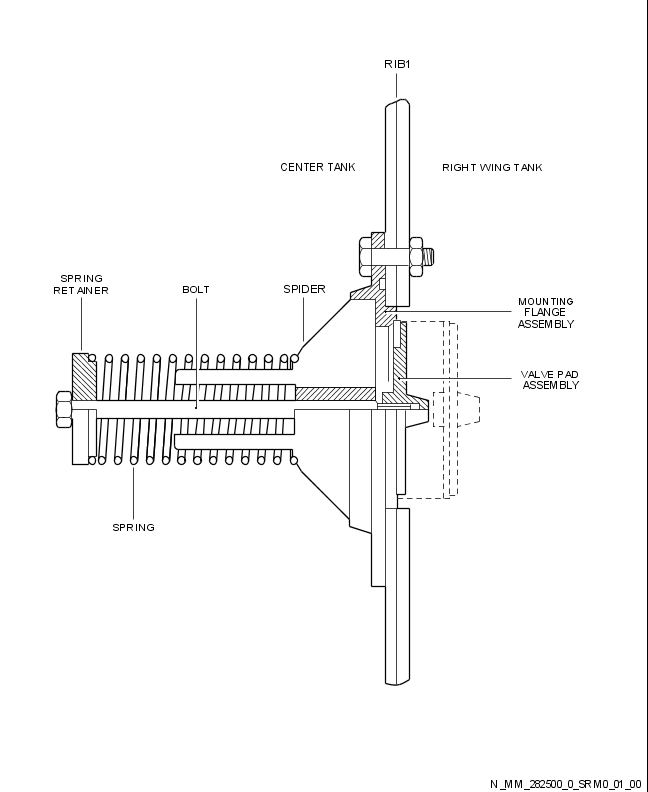 RIB1
CENTER TANK
RIGHT WING TANK
SPRING
RETAINER
BOLT
SPIDER
MOUNTING
FLANGE
ASSEMBLY
VALVE PAD
ASSEMBLY
SPRING
N_MM_282500_0_SRM0_01_00